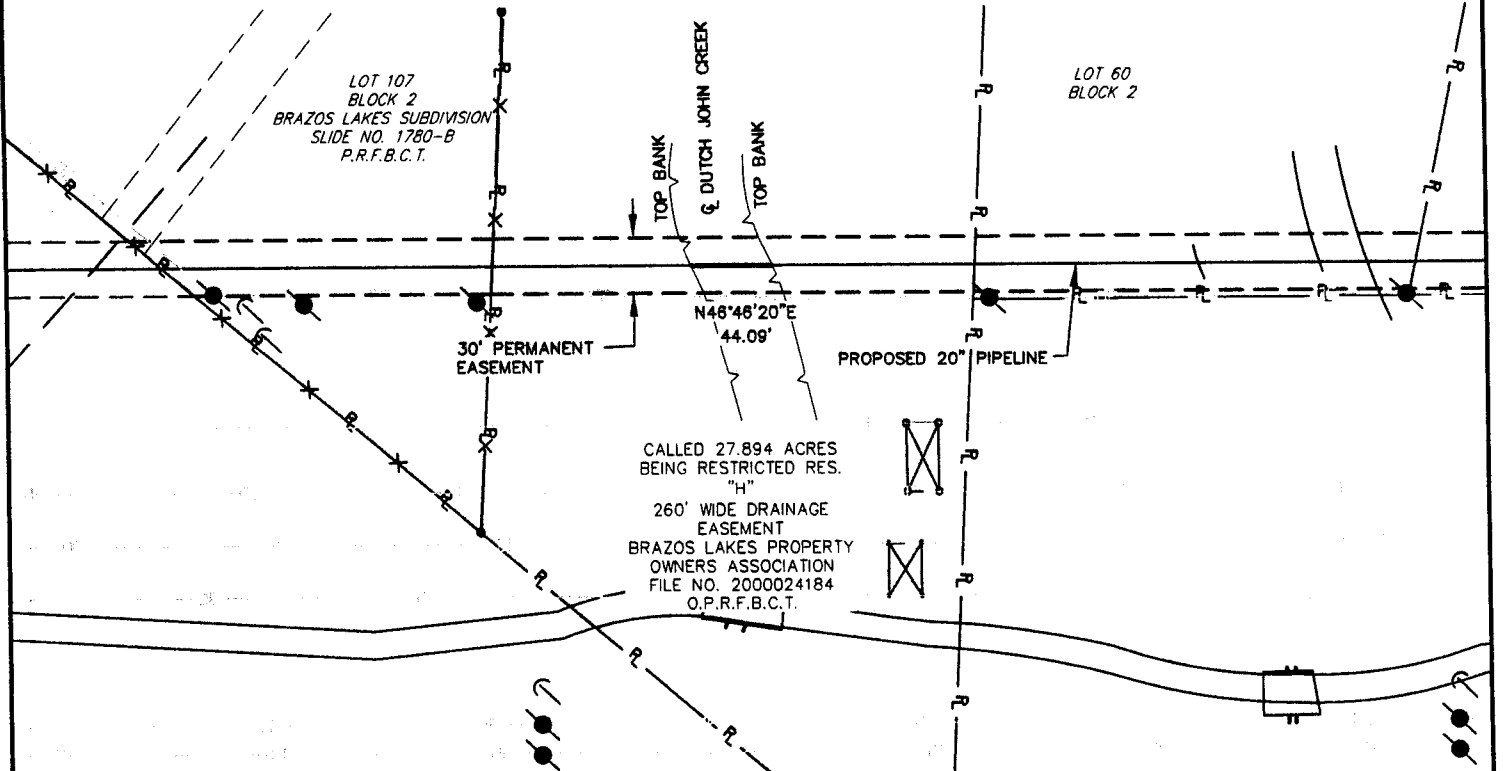 LOT 107
BLOCK 2
BRAZOS LAKES SUBDIVISION
SLIDE NO. 1780-B
P.R.F.B.C.T.
TOP BANK
℄ DUTCH JOHN CREEK
TOP BANK
LOT 60
BLOCK 2
N46°46'20"E
44.09'
30' PERMANENT
EASEMENT
PROPOSED 20" PIPELINE
CALLED 27.894 ACRES
BEING RESTRICTED RES.
"H"
260' WIDE DRAINAGE
EASEMENT
BRAZOS LAKES PROPERTY
OWNERS ASSOCIATION
FILE NO. 2000024184
O.P.R.F.B.C.T.